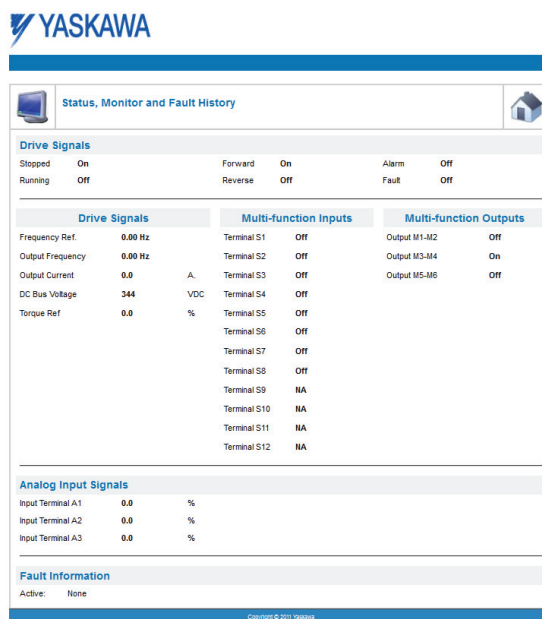 YASKAWA
Status, Monitor and Fault History
Drive Signals
Stopped On Forward On Alarm Off
Running Off Reverse Off Fault Off
Drive Signals Multi-function Inputs Multi-function Outputs
Frequency Ref. 0.00 Hz Terminal S1 Off Output M1-M2 Off
Output Frequency 0.00 Hz Terminal S2 Off Output M3-M4 On
Output Current 0.0 A. Terminal S3 Off Output M5-M6 Off
DC Bus Voltage 344 VDC Terminal S4 Off
Torque Ref 0.0 % Terminal S5 Off
Terminal S6 Off
Terminal S7 Off
Terminal S8 Off
Terminal S9 NA
Terminal S10 NA
Terminal S11 NA
Terminal S12 NA
Analog Input Signals
Input Terminal A1 0.0 %
Input Terminal A2 0.0 %
Input Terminal A3 0.0 %
Fault Information
Active: None
Copyright © 2011 Yaskawa